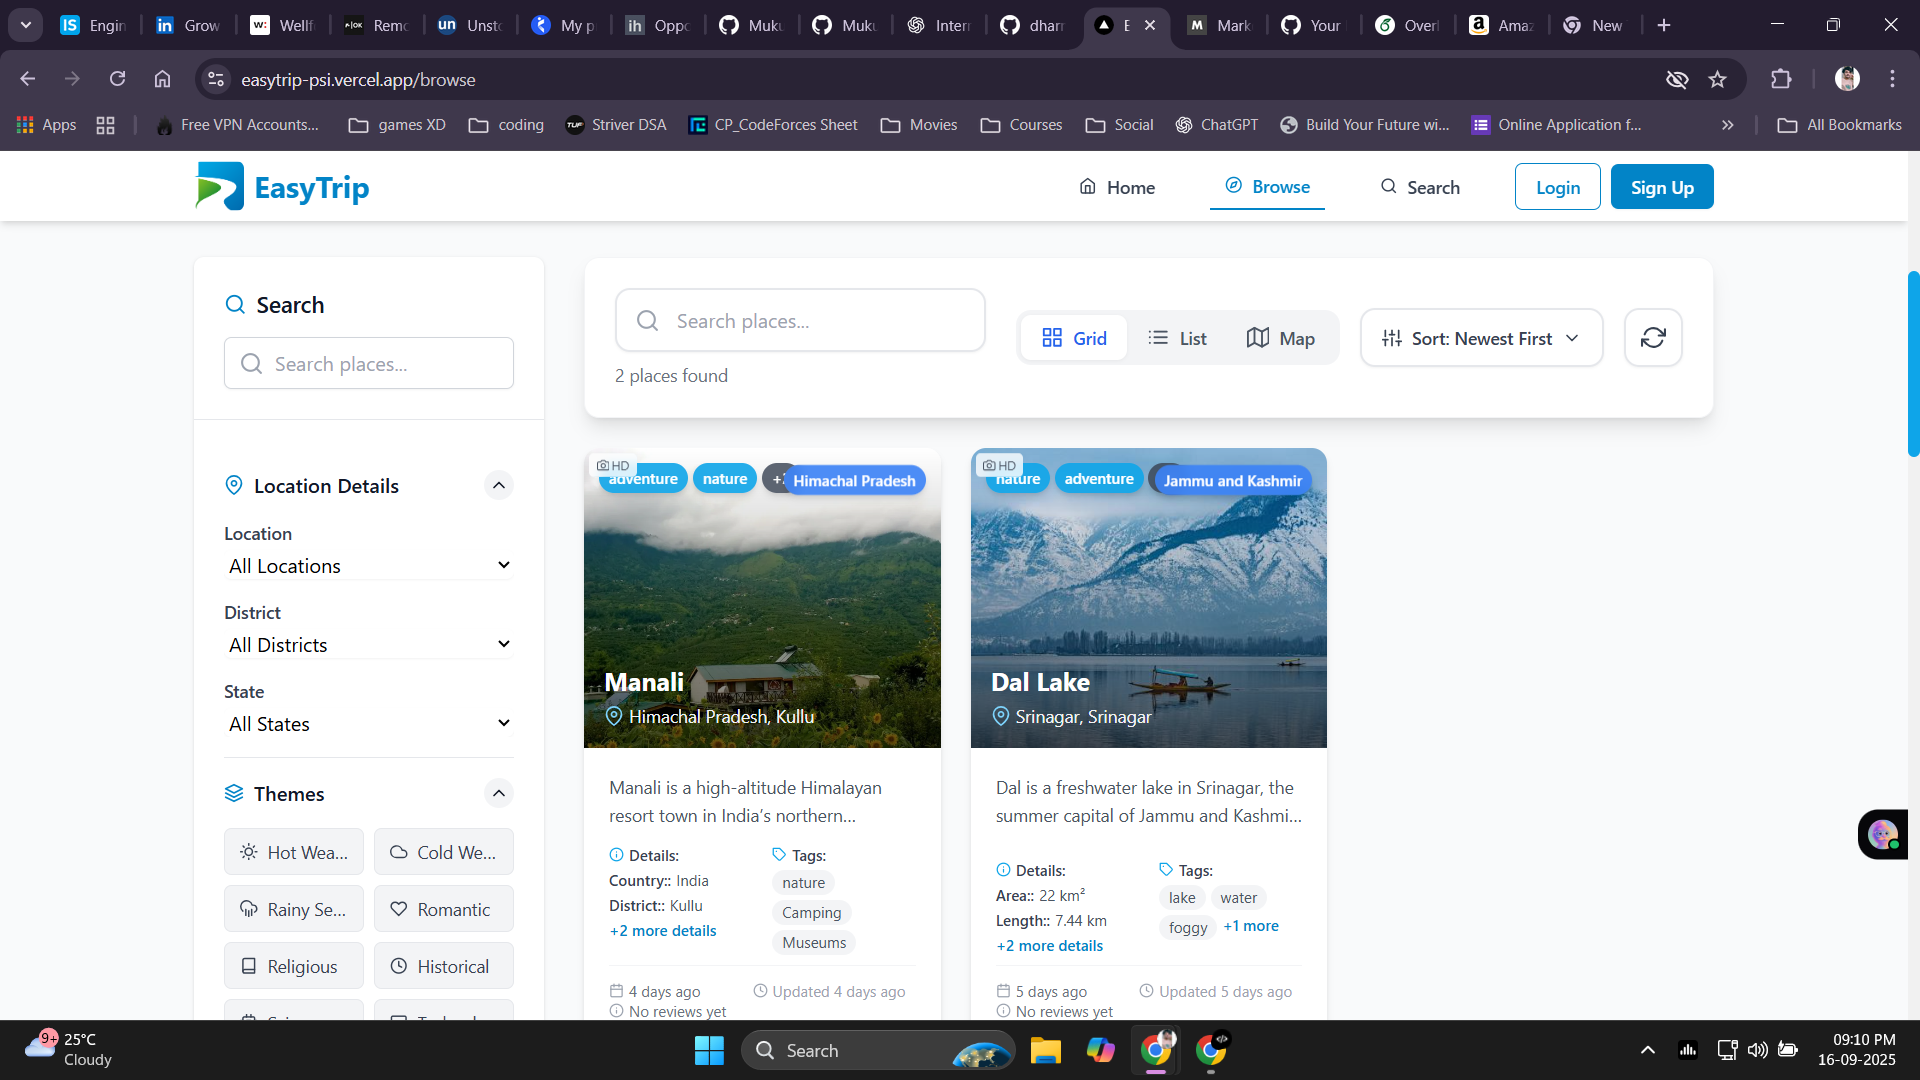 Engin
Grow
Wellf
Remo
Unsto
My p
Oppo
Muku
Muku
Intern
dharm
E
Mark
Your
Overl
Amaz
New
easytrip-psi.vercel.app/browse
Apps
Free VPN Accounts...
games XD
coding
Striver DSA
CP_CodeForces Sheet
Movies
Courses
Social
ChatGPT
Build Your Future wi...
Online Application f...
All Bookmarks
EasyTrip
Home
Browse
Search
Login
Sign Up
Search
Search places...
Location Details
Location
All Locations
District
All Districts
State
All States
Themes
Hot Wea...
Cold We...
Rainy Se...
Romantic
Religious
Historical
Search places...
2 places found
Grid
List
Map
Sort: Newest First
HD
adventure
nature
Himachal Pradesh
Manali
Himachal Pradesh, Kullu
Manali is a high-altitude Himalayan
resort town in India’s northern...
Details:
Country:: India
District:: Kullu
+2 more details
Tags:
nature
Camping
Museums
4 days ago
Updated 4 days ago
No reviews yet
HD
nature
adventure
Jammu and Kashmir
Dal Lake
Srinagar, Srinagar
Dal is a freshwater lake in Srinagar, the
summer capital of Jammu and Kashmi...
Details:
Area:: 22 km²
Length:: 7.44 km
+2 more details
Tags:
lake
water
foggy
+1 more
5 days ago
Updated 5 days ago
No reviews yet
9+
25°C
Cloudy
Search
09:10 PM
16-09-2025